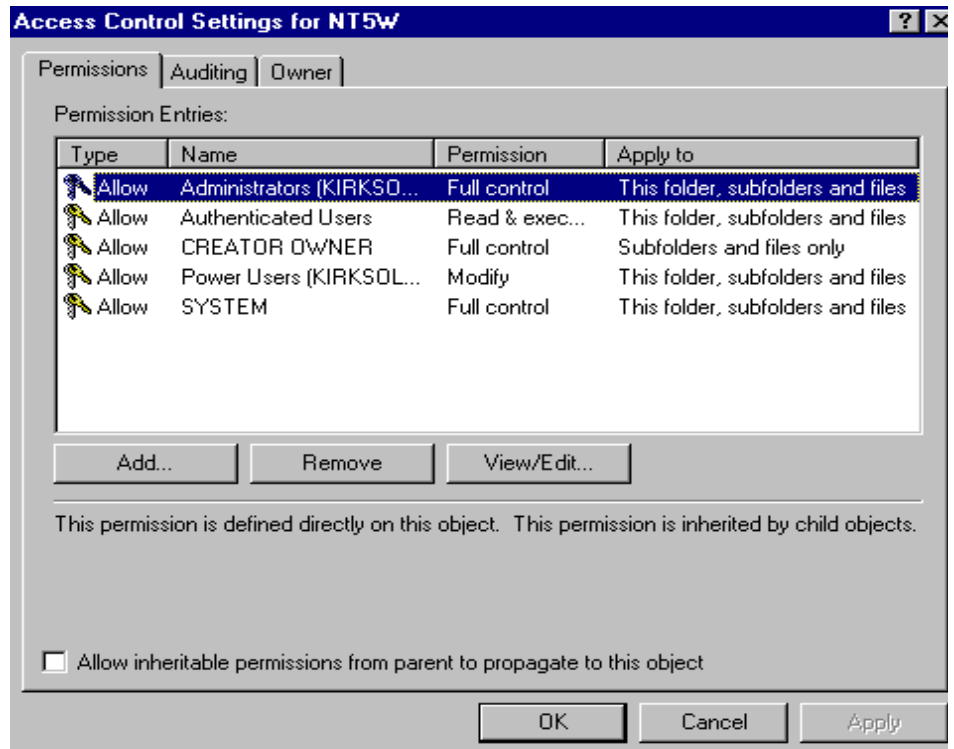 Access Control Settings for NT5W
Permissions Auditing Owner
Permission Entries:
Type Name Permission Apply to
Allow Administrators (KIRKSO... Full control This folder, subfolders and files
Allow Authenticated Users Read & exec... This folder, subfolders and files
Allow CREATOR OWNER Full control Subfolders and files only
Allow Power Users (KIRKSOL... Modify This folder, subfolders and files
Allow SYSTEM Full control This folder, subfolders and files
Add... Remove View/Edit...
This permission is defined directly on this object. This permission is inherited by child objects.
Allow inheritable permissions from parent to propagate to this object
OK Cancel Apply